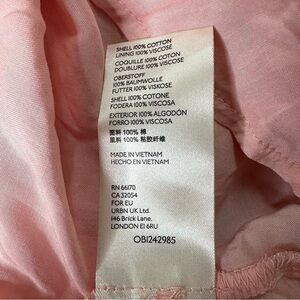 SHELL 100% COTTON
LINING 100% VISCOSE
COQUILLE 100% COTON
DOUBLURE 100% VISCOSE
OBERSTOFF
100% BAUMWOLLE
FUTTER 100% VISKOSE
SHELL 100% COTONE
FODERA 100% VISCOSA
EXTERIOR 100% ALGODÓN
FORRO 100% VISCOSA
面料 100% 棉
里料 100% 粘胶纤维
MADE IN VIETNAM
HECHO EN VIETNAM
RN 66170
CA 32054
FOR EU
URBN UK Ltd.
146 Brick Lane,
LONDON E1 6RU
OB1242985